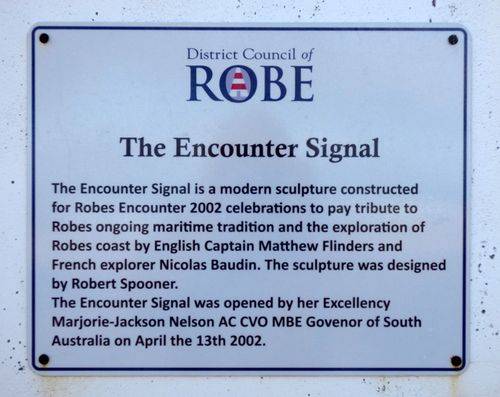 District Council of
ROBE
The Encounter Signal
The Encounter Signal is a modern sculpture constructed
for Robes Encounter 2002 celebrations to pay tribute to
Robes ongoing maritime tradition and the exploration of
Robes coast by English Captain Matthew Flinders and
French explorer Nicolas Baudin. The sculpture was designed
by Robert Spooner.
The Encounter Signal was opened by her Excellency
Marjorie-Jackson Nelson AC CVO MBE Govenor of South
Australia on April the 13th 2002.